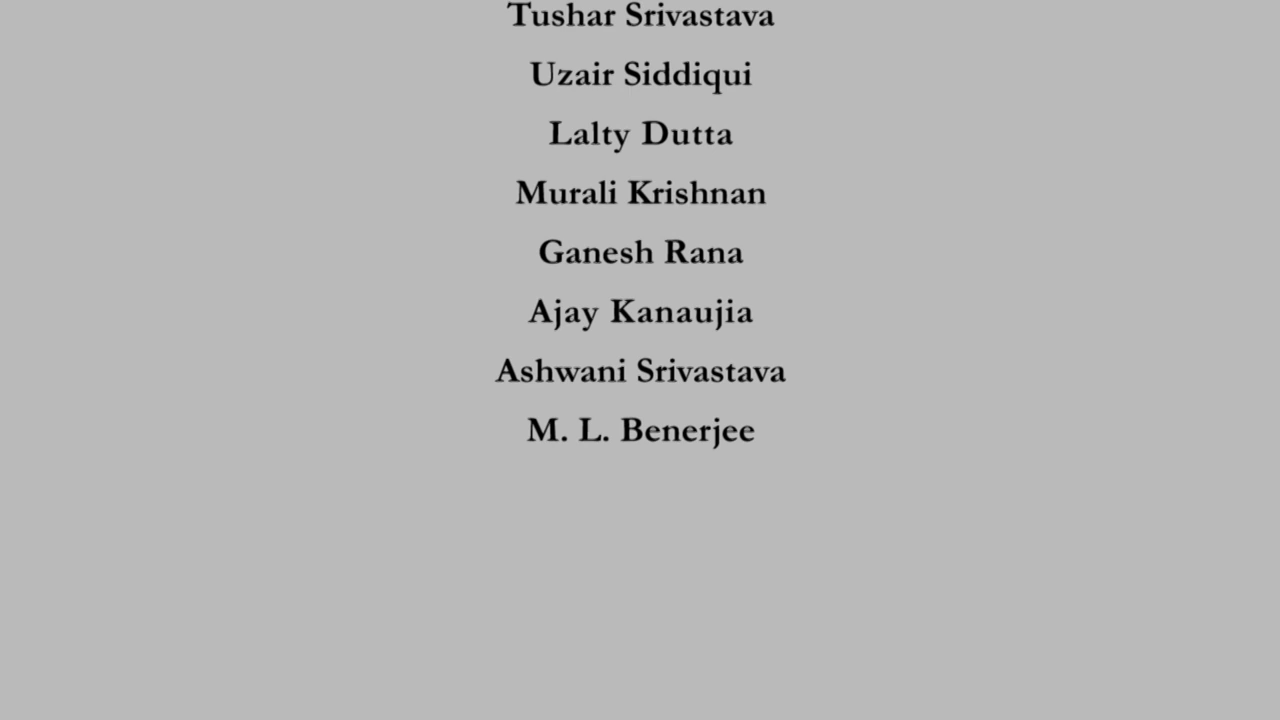 Tushar Srivastava
Uzair Siddiqui
Lalty Dutta
Murali Krishnan
Ganesh Rana
Ajay Kanaujia
Ashwani Srivastava
M. L. Benerjee